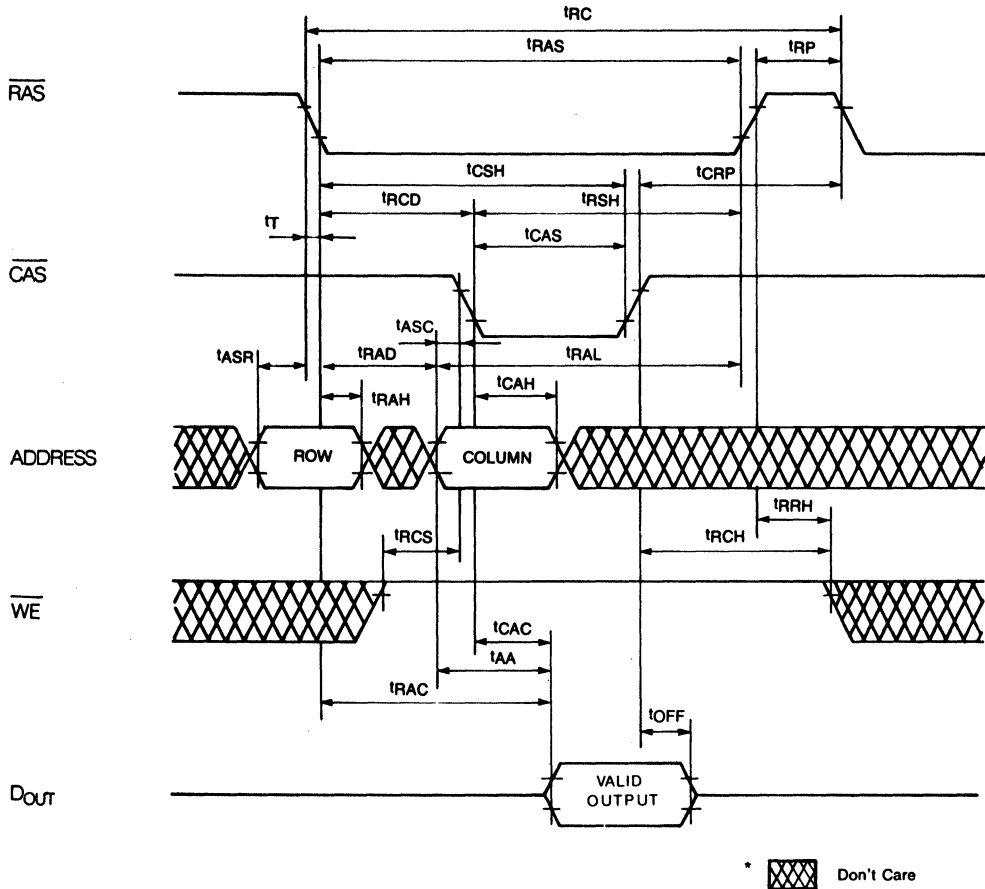 tRC
tRAS
tRP
RAS
tCSH
tCRP
tRCD
tRSH
tT
tCAS
CAS
tASC
tASR
tRAD
tRAL
tCAH
tRAH
ADDRESS
ROW
COLUMN
tRRH
tRCS
tRCH
WE
tCAC
tAA
tRAC
tOFF
DOUT
VALID
OUTPUT
* Don't Care